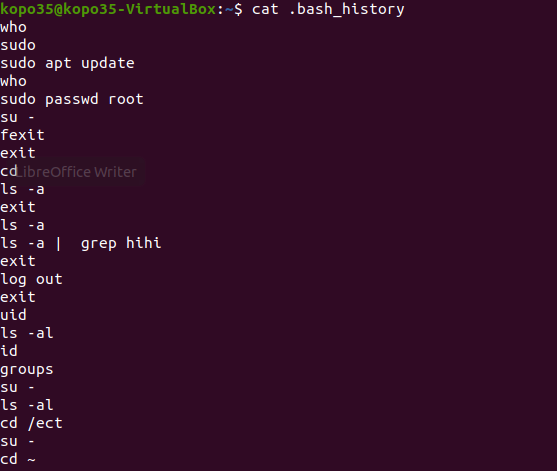 kopo35@kopo35-VirtualBox:~$ cat .bash_history
who
sudo
sudo apt update
who
sudo passwd root
su -
fexit
exit
cd
LibreOffice Writer
ls -a
exit
ls -a
ls -a |  grep hihi
exit
log out
exit
uid
ls -al
id
groups
su -
ls -al
cd /ect
su -
cd ~